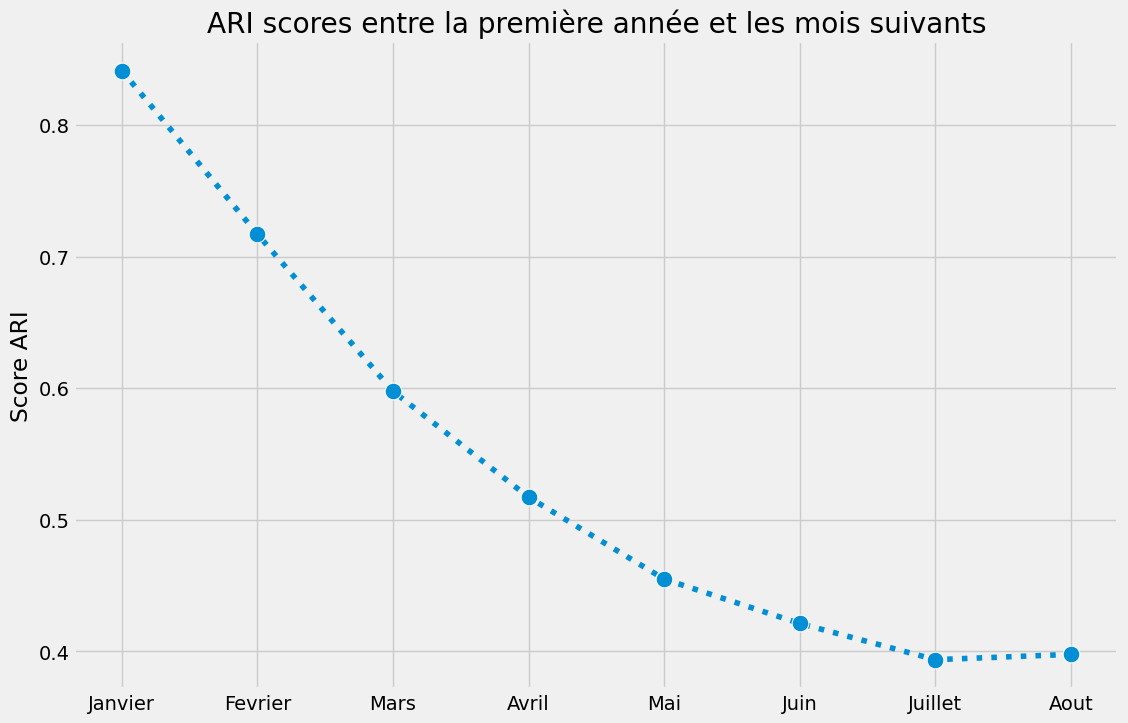 ARI scores entre la première année et les mois suivants
Score ARI
0.8
0.7
0.6
0.5
0.4
Janvier Fevrier Mars Avril Mai Juin Juillet Aout